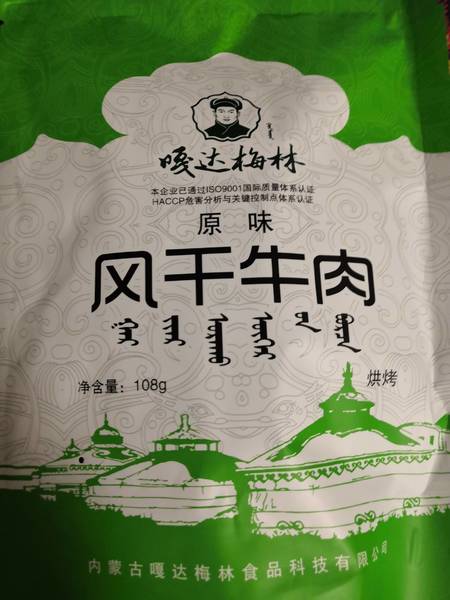 嘎达梅林
本企业已通过ISO9001国际质量体系认证
HACCP危害分析与关键控制点体系认证
原味
风干牛肉
净含量：108g
烘烤
内蒙古嘎达梅林食品科技有限公司